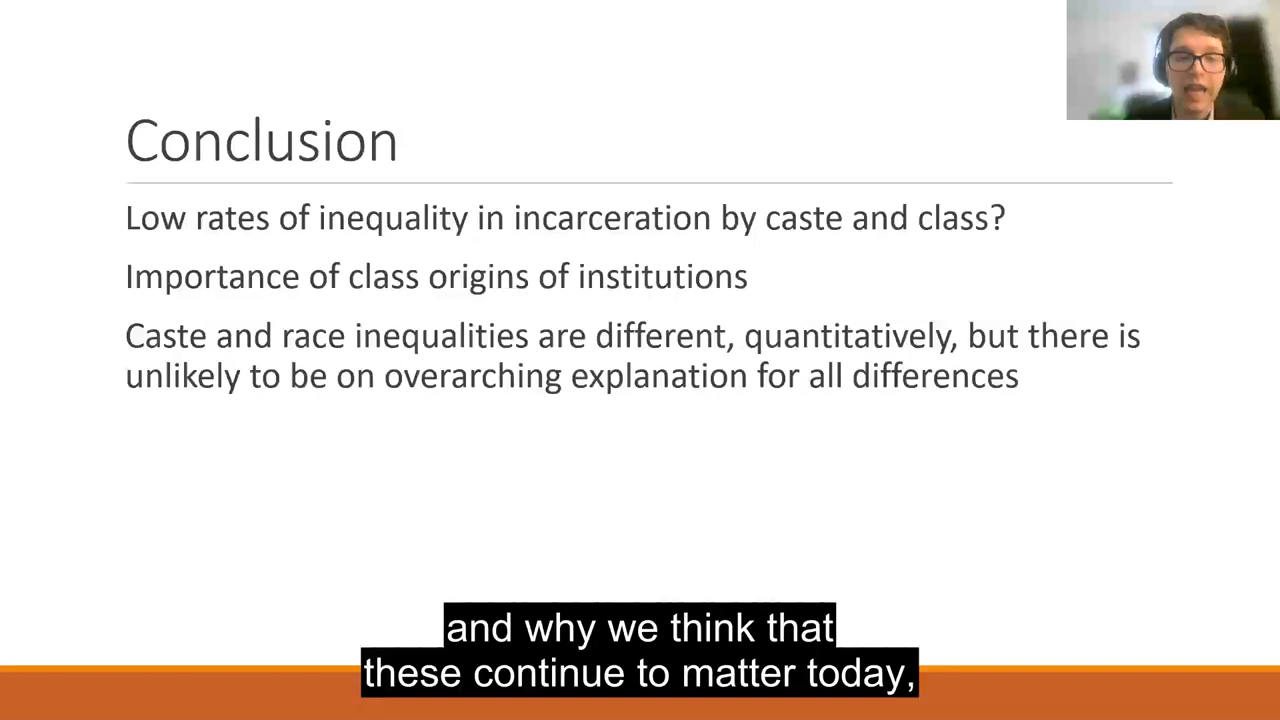 Conclusion
Low rates of inequality in incarceration by caste and class?
Importance of class origins of institutions
Caste and race inequalities are different, quantitatively, but there is
unlikely to be on overarching explanation for all differences
and why we think that
these continue to matter today,